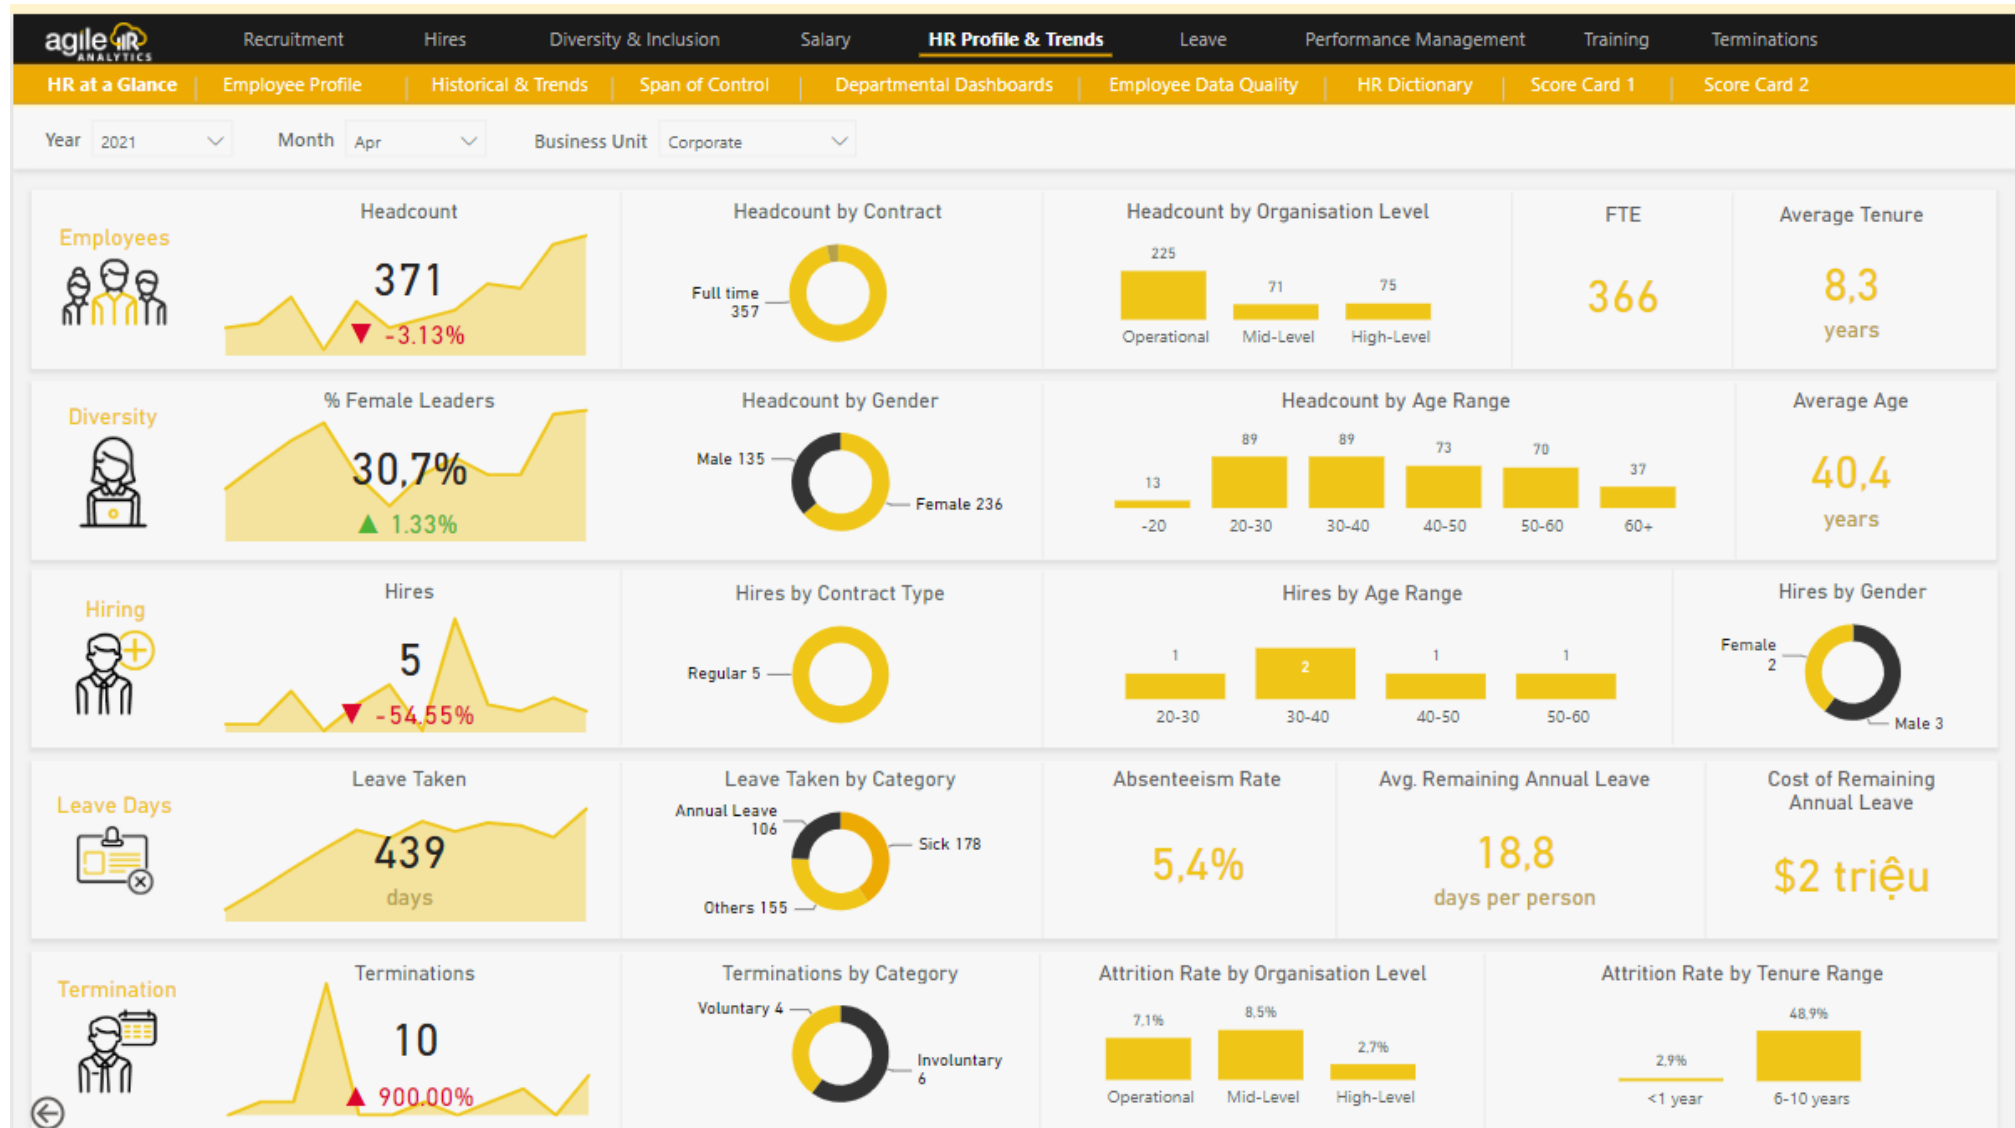 agile HR
ANALYTICS
Recruitment
Hires
Diversity & Inclusion
Salary
HR Profile & Trends
Leave
Performance Management
Training
Terminations
HR at a Glance
Employee Profile
Historical & Trends
Span of Control
Departmental Dashboards
Employee Data Quality
HR Dictionary
Score Card 1
Score Card 2
Year
2021
Month
Apr
Business Unit
Corporate
Employees
Headcount
371
-3.13%
Headcount by Contract
Full time
357
Headcount by Organisation Level
225
71
75
Operational
Mid-Level
High-Level
FTE
366
Average Tenure
8,3
years
Diversity
% Female Leaders
30,7%
1.33%
Headcount by Gender
Male 135
Female 236
Headcount by Age Range
13
89
89
73
70
37
-20
20-30
30-40
40-50
50-60
60+
Average Age
40,4
years
Hiring
Hires
5
-54.55%
Hires by Contract Type
Regular 5
Hires by Age Range
1
2
1
1
20-30
30-40
40-50
50-60
Hires by Gender
Female
2
Male 3
Leave Days
Leave Taken
439
days
Leave Taken by Category
Annual Leave
106
Sick 178
Others 155
Absenteeism Rate
5,4%
Avg. Remaining Annual Leave
18,8
days per person
Cost of Remaining
Annual Leave
$2 triệu
Termination
Terminations
10
900.00%
Terminations by Category
Voluntary 4
Involuntary
6
Attrition Rate by Organisation Level
7,1%
8,5%
2,7%
Operational
Mid-Level
High-Level
Attrition Rate by Tenure Range
2,9%
48,9%
<1 year
6-10 years